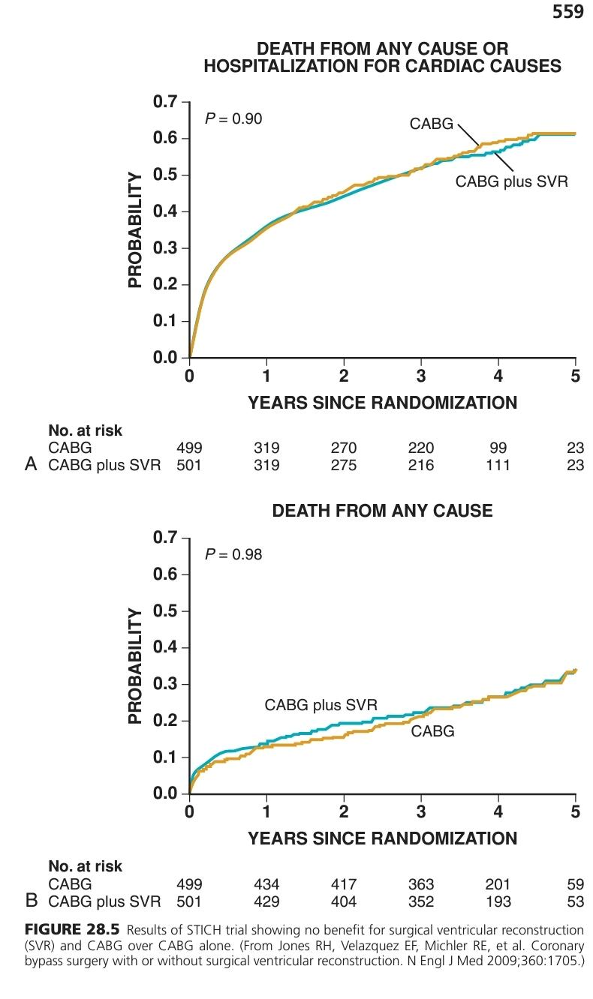 559
DEATH FROM ANY CAUSE OR
HOSPITALIZATION FOR CARDIAC CAUSES
0.7
P = 0.90
CABG
0.6
0.5
CABG plus SVR
0.4
PROBABILITY
0.3
0.2
0.1
0.0
0 1 2 3 4 5
YEARS SINCE RANDOMIZATION
No. at risk
CABG 499 319 270 220 99 23
A CABG plus SVR 501 319 275 216 111 23
DEATH FROM ANY CAUSE
0.7
P = 0.98
0.6
0.5
0.4
PROBABILITY
0.3
CABG plus SVR
0.2
CABG
0.1
0.0
0 1 2 3 4 5
YEARS SINCE RANDOMIZATION
No. at risk
CABG 499 434 417 363 201 59
B CABG plus SVR 501 429 404 352 193 53
FIGURE 28.5 Results of STICH trial showing no benefit for surgical ventricular reconstruction
(SVR) and CABG over CABG alone. (From Jones RH, Velazquez EF, Michler RE, et al. Coronary
bypass surgery with or without surgical ventricular reconstruction. N Engl J Med 2009;360:1705.)